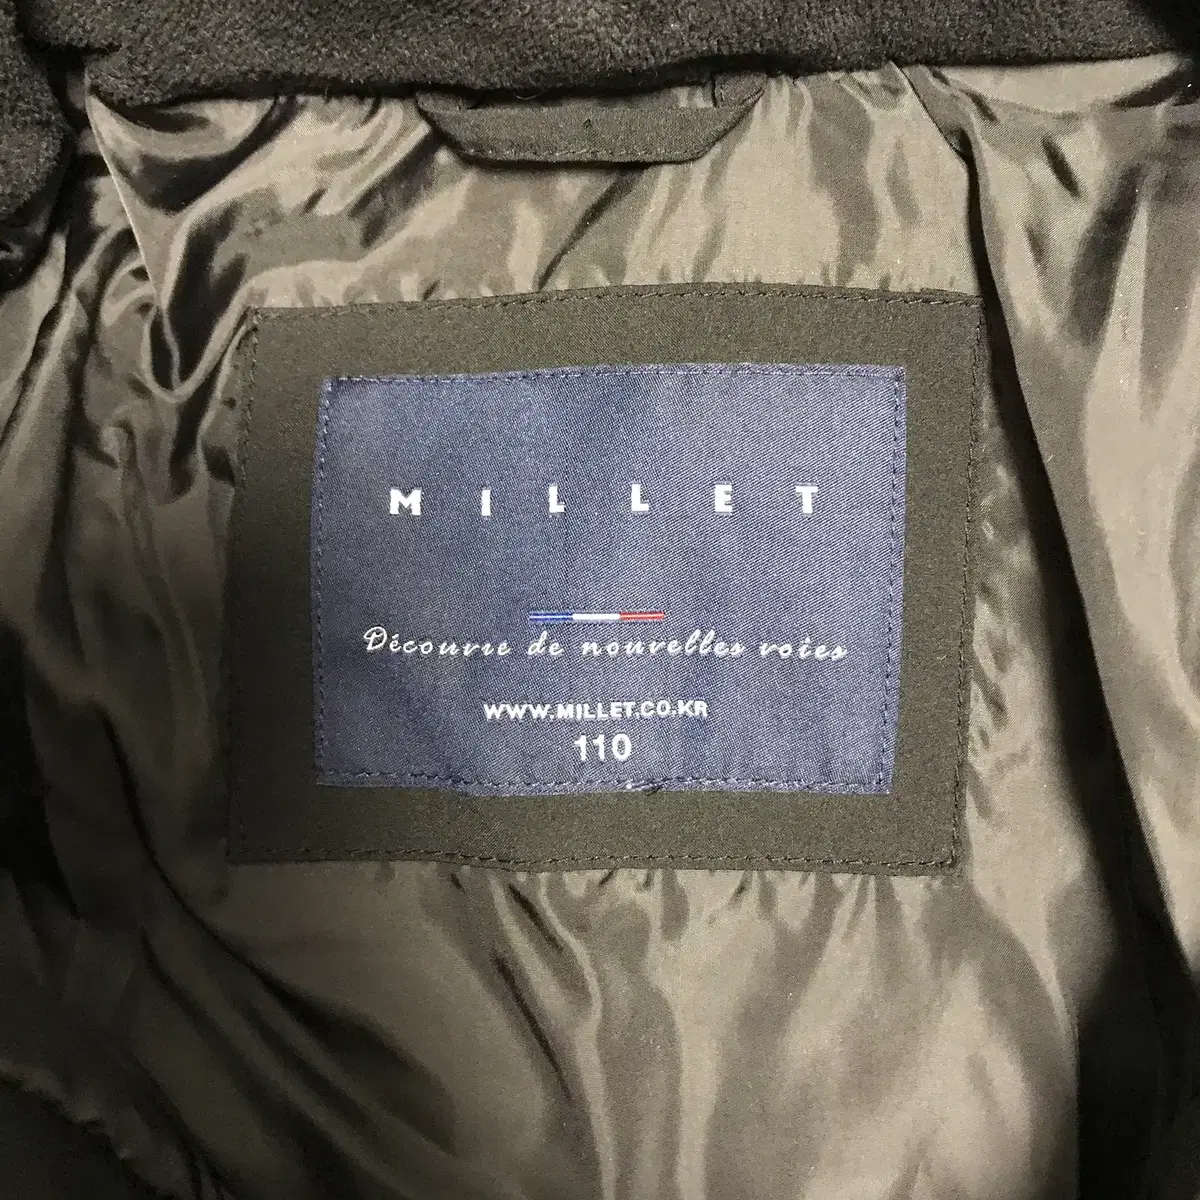 MILLET
Découvre de nouvelles voies
WWW.MILLET.CO.KR
110